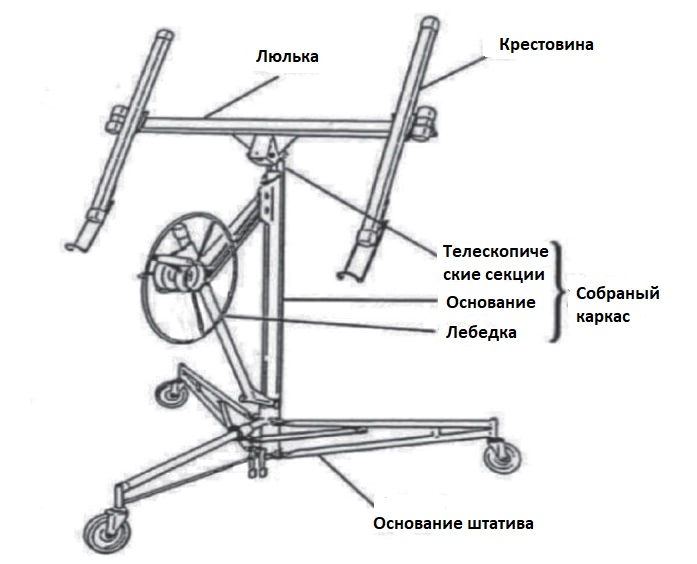 Люлька
Крестовина
Телескопиче
ские секции
Основание
Лебедка
Собраный
каркас
Основание штатива